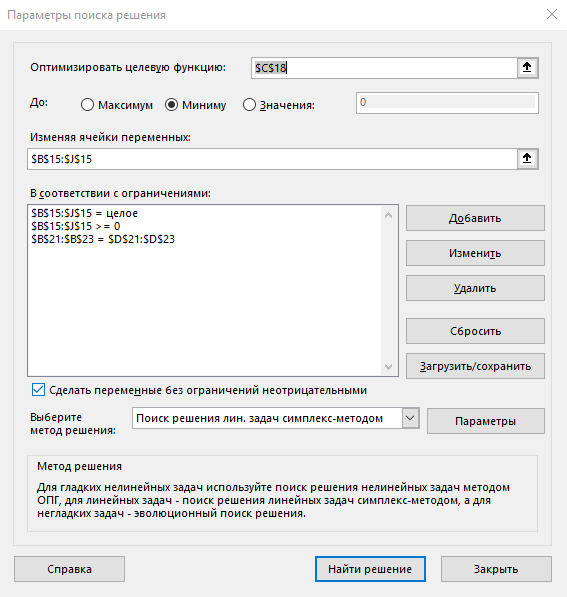 Параметры поиска решения
Оптимизировать целевую функцию: $C$18
До: Максимум Миниму Значения: 0
Изменяя ячейки переменных:
$B$15:$J$15
В соответствии с ограничениями:
$B$15:$J$15 = целое
$B$15:$J$15 >= 0
$B$21:$B$23 = $D$21:$D$23
Добавить
Изменить
Удалить
Сбросить
Загрузить/сохранить
Сделать переменные без ограничений неотрицательными
Выберите
метод решения:
Поиск решения лин. задач симплекс-методом
Параметры
Метод решения
Для гладких нелинейных задач используйте поиск решения нелинейных задач методом
ОПГ, для линейных задач - поиск решения линейных задач симплекс-методом, а для
негладких задач - эволюционный поиск решения.
Справка Найти решение Закрыть